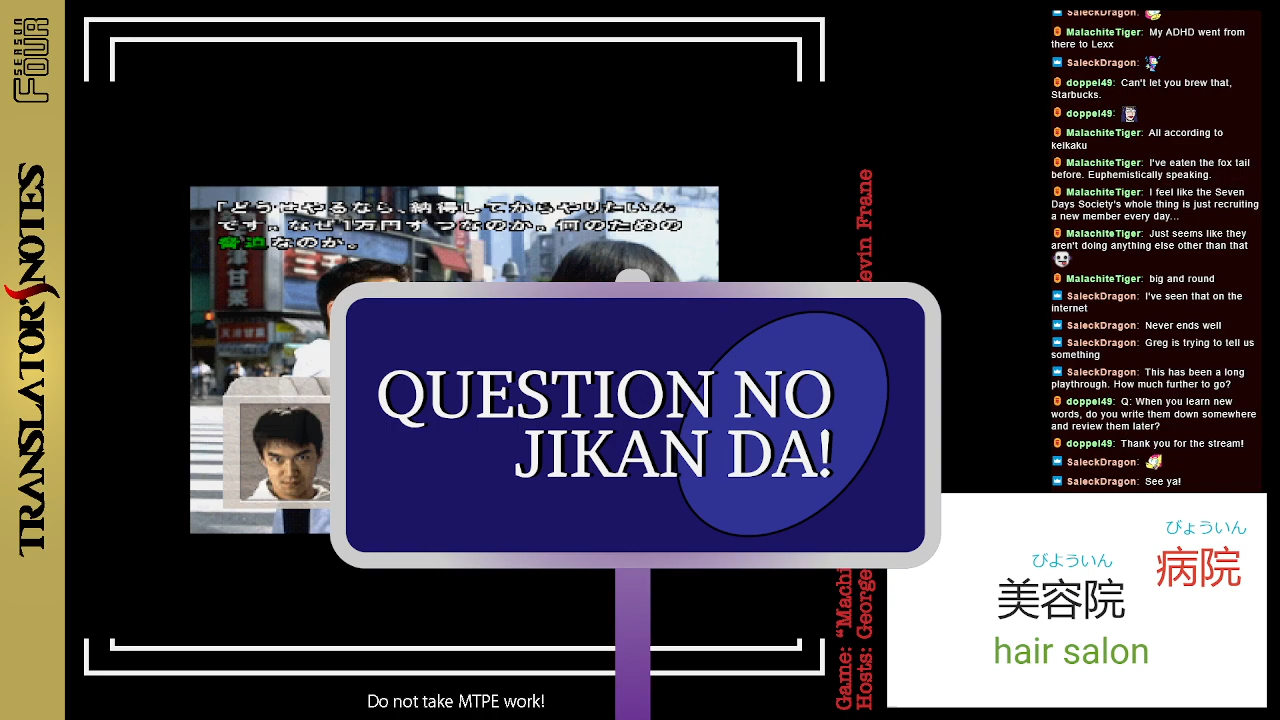 SEASON
FOUR
TRANSLATOR'S NOTES
「どうせやるなら、納得してからやりたいん
です。なぜ1万円ずつなのか。何のための
脅迫なのか。
津
甘
栗
天津甘栗
QUESTION NO
JIKAN DA!
Do not take MTPE work!
Game: “Machi
Hosts: George
evin Frane
SaleckDragon:
MalachiteTiger: My ADHD went from
there to Lexx
SaleckDragon:
doppel49: Can't let you brew that,
Starbucks.
doppel49:
MalachiteTiger: All according to
keikaku
MalachiteTiger: I've eaten the fox tail
before. Euphemistically speaking.
MalachiteTiger: I feel like the Seven
Days Society's whole thing is just recruiting
a new member every day...
MalachiteTiger: Just seems like they
aren't doing anything else other than that
MalachiteTiger: big and round
SaleckDragon: I've seen that on the
internet
SaleckDragon: Never ends well
SaleckDragon: Greg is trying to tell us
something
SaleckDragon: This has been a long
playthrough. How much further to go?
doppel49: Q: When you learn new
words, do you write them down somewhere
and review them later?
doppel49: Thank you for the stream!
SaleckDragon:
SaleckDragon: See ya!
びょういん
病院
びよういん
美容院
hair salon